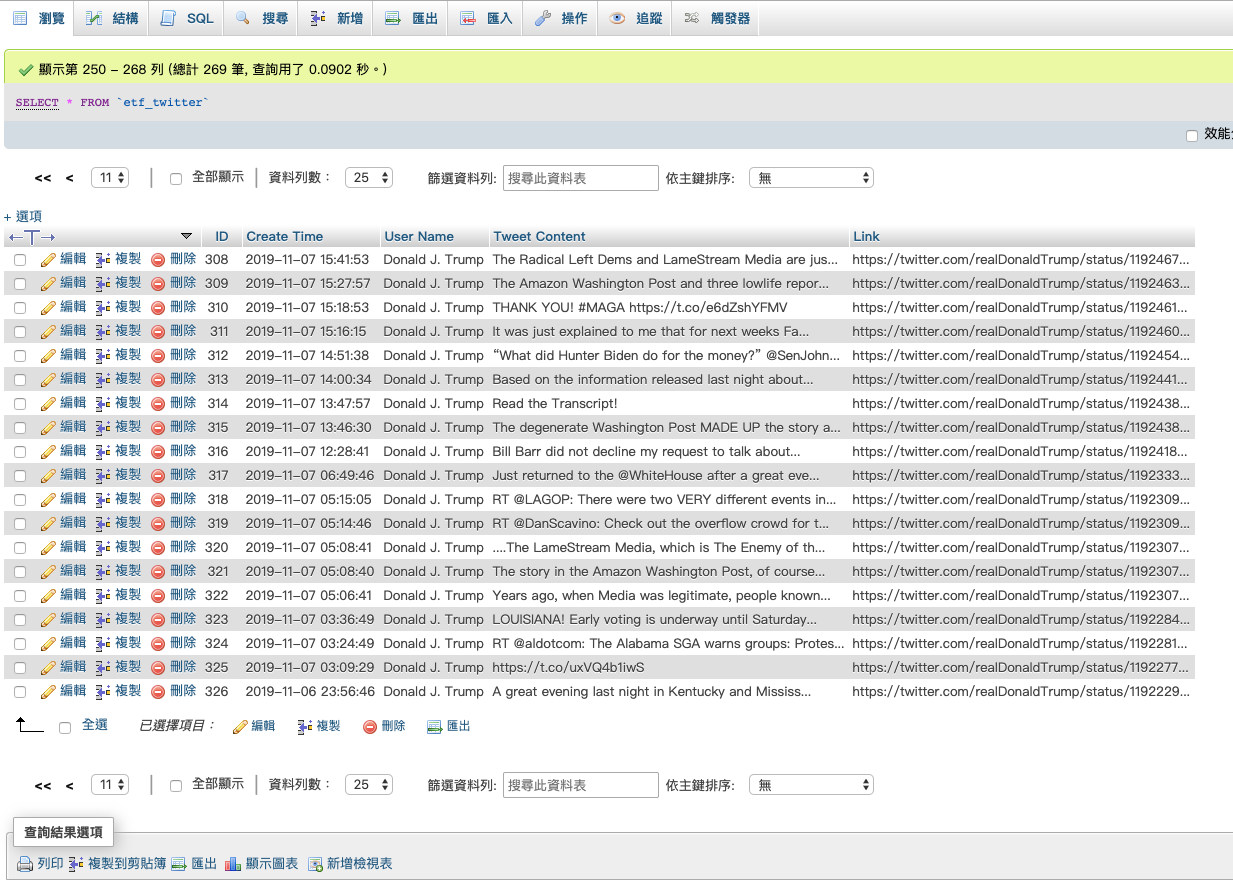 瀏覽 結構 SQL 搜尋 新增 匯出 匯入 操作 追蹤 觸發器
顯示第 250 - 268 列 (總計 269 筆, 查詢用了 0.0902 秒。)
SELECT * FROM `etf_twitter`
效能
<< < 11 全部顯示 資料列數： 25 篩選資料列: 搜尋此資料表 依主鍵排序: 無
+ 選項
←T→ ID Create Time User Name Tweet Content Link
編輯 複製 刪除 308 2019-11-07 15:41:53 Donald J. Trump The Radical Left Dems and LameStream Media are jus... https://twitter.com/realDonaldTrump/status/1192467...
編輯 複製 刪除 309 2019-11-07 15:27:57 Donald J. Trump The Amazon Washington Post and three lowlife repor... https://twitter.com/realDonaldTrump/status/1192463...
編輯 複製 刪除 310 2019-11-07 15:18:53 Donald J. Trump THANK YOU! #MAGA https://t.co/e6dZshYFMV https://twitter.com/realDonaldTrump/status/1192461...
編輯 複製 刪除 311 2019-11-07 15:16:15 Donald J. Trump It was just explained to me that for next weeks Fa... https://twitter.com/realDonaldTrump/status/1192460...
編輯 複製 刪除 312 2019-11-07 14:51:38 Donald J. Trump “What did Hunter Biden do for the money?” @SenJohn... https://twitter.com/realDonaldTrump/status/1192454...
編輯 複製 刪除 313 2019-11-07 14:00:34 Donald J. Trump Based on the information released last night about... https://twitter.com/realDonaldTrump/status/1192441...
編輯 複製 刪除 314 2019-11-07 13:47:57 Donald J. Trump Read the Transcript! https://twitter.com/realDonaldTrump/status/1192438...
編輯 複製 刪除 315 2019-11-07 13:46:30 Donald J. Trump The degenerate Washington Post MADE UP the story a... https://twitter.com/realDonaldTrump/status/1192438...
編輯 複製 刪除 316 2019-11-07 12:28:41 Donald J. Trump Bill Barr did not decline my request to talk about... https://twitter.com/realDonaldTrump/status/1192418...
編輯 複製 刪除 317 2019-11-07 06:49:46 Donald J. Trump Just returned to the @WhiteHouse after a great eve... https://twitter.com/realDonaldTrump/status/1192333...
編輯 複製 刪除 318 2019-11-07 05:15:05 Donald J. Trump RT @LAGOP: There were two VERY different events in... https://twitter.com/realDonaldTrump/status/1192309...
編輯 複製 刪除 319 2019-11-07 05:14:46 Donald J. Trump RT @DanScavino: Check out the overflow crowd for t... https://twitter.com/realDonaldTrump/status/1192309...
編輯 複製 刪除 320 2019-11-07 05:08:41 Donald J. Trump ....The LameStream Media, which is The Enemy of th... https://twitter.com/realDonaldTrump/status/1192307...
編輯 複製 刪除 321 2019-11-07 05:08:40 Donald J. Trump The story in the Amazon Washington Post, of course... https://twitter.com/realDonaldTrump/status/1192307...
編輯 複製 刪除 322 2019-11-07 05:06:41 Donald J. Trump Years ago, when Media was legitimate, people known... https://twitter.com/realDonaldTrump/status/1192307...
編輯 複製 刪除 323 2019-11-07 03:36:49 Donald J. Trump LOUISIANA! Early voting is underway until Saturday... https://twitter.com/realDonaldTrump/status/1192284...
編輯 複製 刪除 324 2019-11-07 03:24:49 Donald J. Trump RT @aldotcom: The Alabama SGA warns groups: Protes... https://twitter.com/realDonaldTrump/status/1192281...
編輯 複製 刪除 325 2019-11-07 03:09:29 Donald J. Trump https://t.co/uxVQ4b1iwS https://twitter.com/realDonaldTrump/status/1192277...
編輯 複製 刪除 326 2019-11-06 23:56:46 Donald J. Trump A great evening last night in Kentucky and Mississ... https://twitter.com/realDonaldTrump/status/1192229...
全選 已選擇項目： 編輯 複製 刪除 匯出
<< < 11 全部顯示 資料列數： 25 篩選資料列: 搜尋此資料表 依主鍵排序: 無
查詢結果選項
列印 複製到剪貼簿 匯出 顯示圖表 新增檢視表